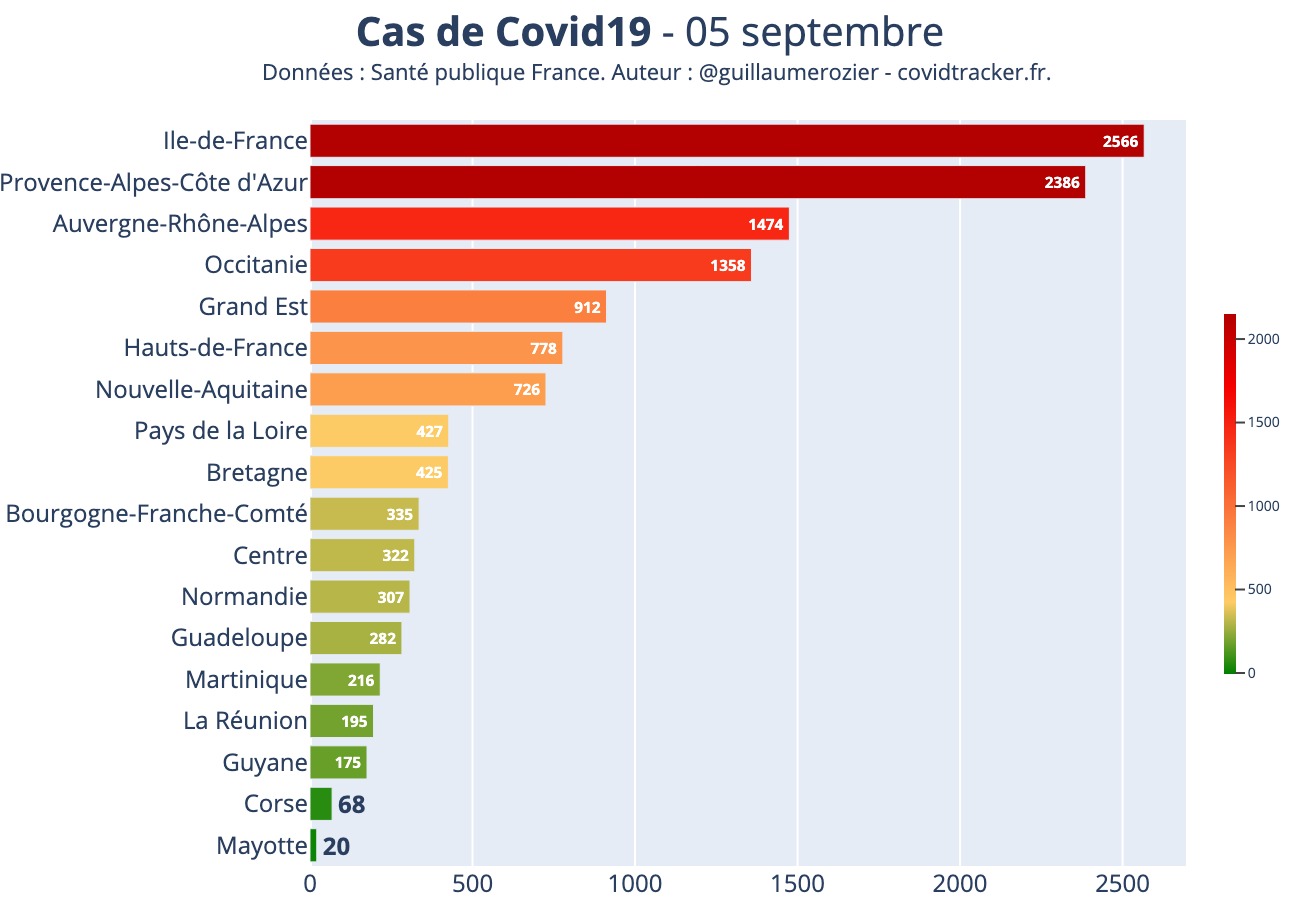 Cas de Covid19 - 05 septembre
Données : Santé publique France. Auteur : @guillaumerozier - covidtracker.fr.
Ile-de-France 2566
Provence-Alpes-Côte d'Azur 2386
Auvergne-Rhône-Alpes 1474
Occitanie 1358
Grand Est 912
Hauts-de-France 778
Nouvelle-Aquitaine 726
Pays de la Loire 427
Bretagne 425
Bourgogne-Franche-Comté 335
Centre 322
Normandie 307
Guadeloupe 282
Martinique 216
La Réunion 195
Guyane 175
Corse 68
Mayotte 20
0 500 1000 1500 2000 2500
2000
1500
1000
500
0